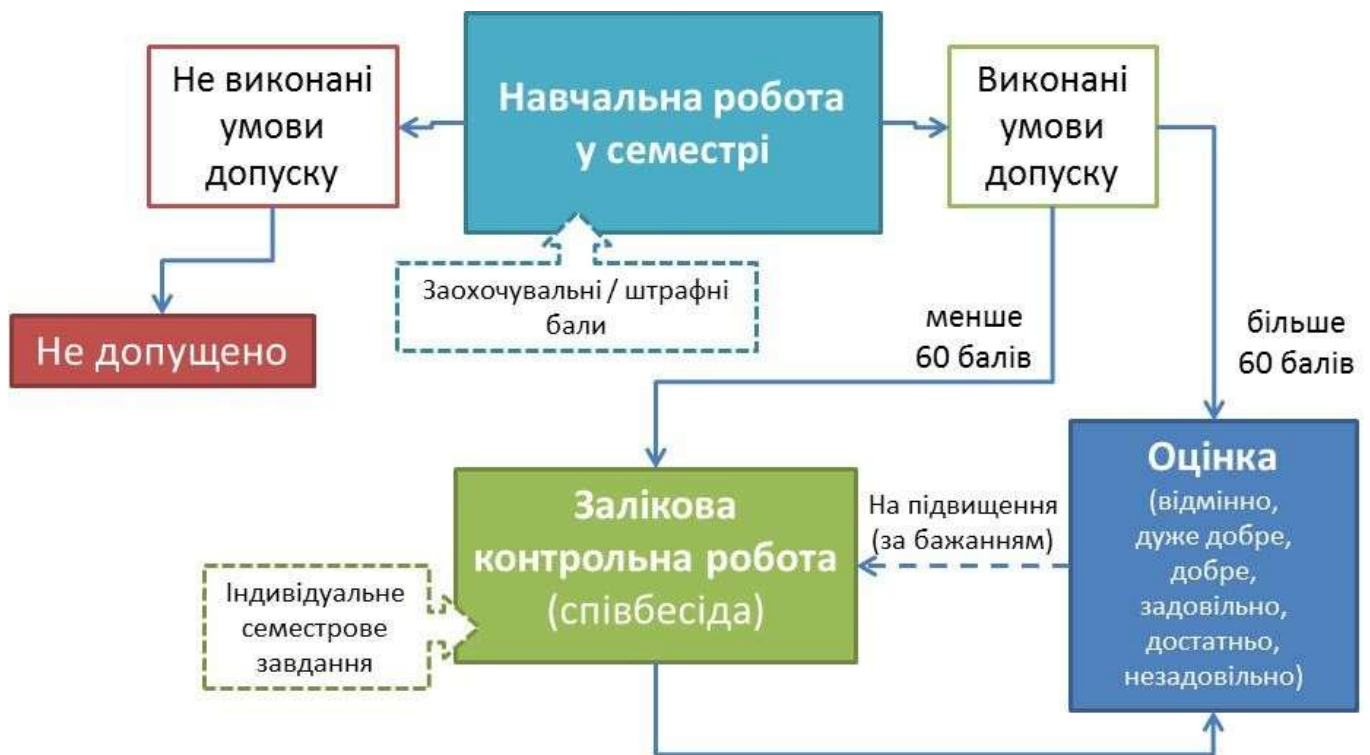 Не виконані
умови
допуску
Навчальна робота
у семестрі
Виконані
умови
допуску
Заохочувальні / штрафні
бали
Не допущено
менше
60 балів
більше
60 балів
Залікова
контрольна робота
(співбесіда)
На підвищення
(за бажанням)
Оцінка
(відмінно,
дуже добре,
добре,
задовільно,
достатньо,
незадовільно)
Індивідуальне
семестрове
завдання